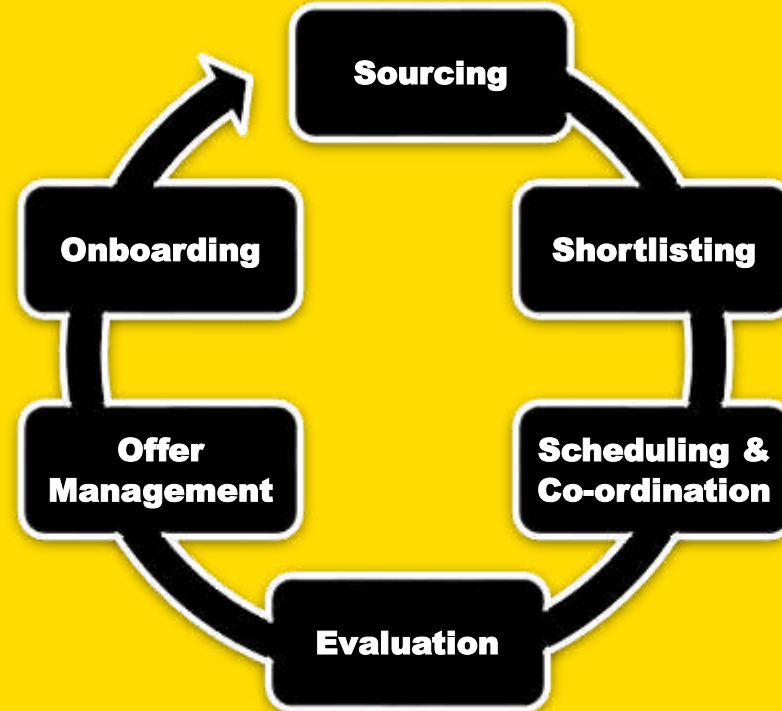 Sourcing
Shortlisting
Scheduling &
Co-ordination
Evaluation
Offer
Management
Onboarding